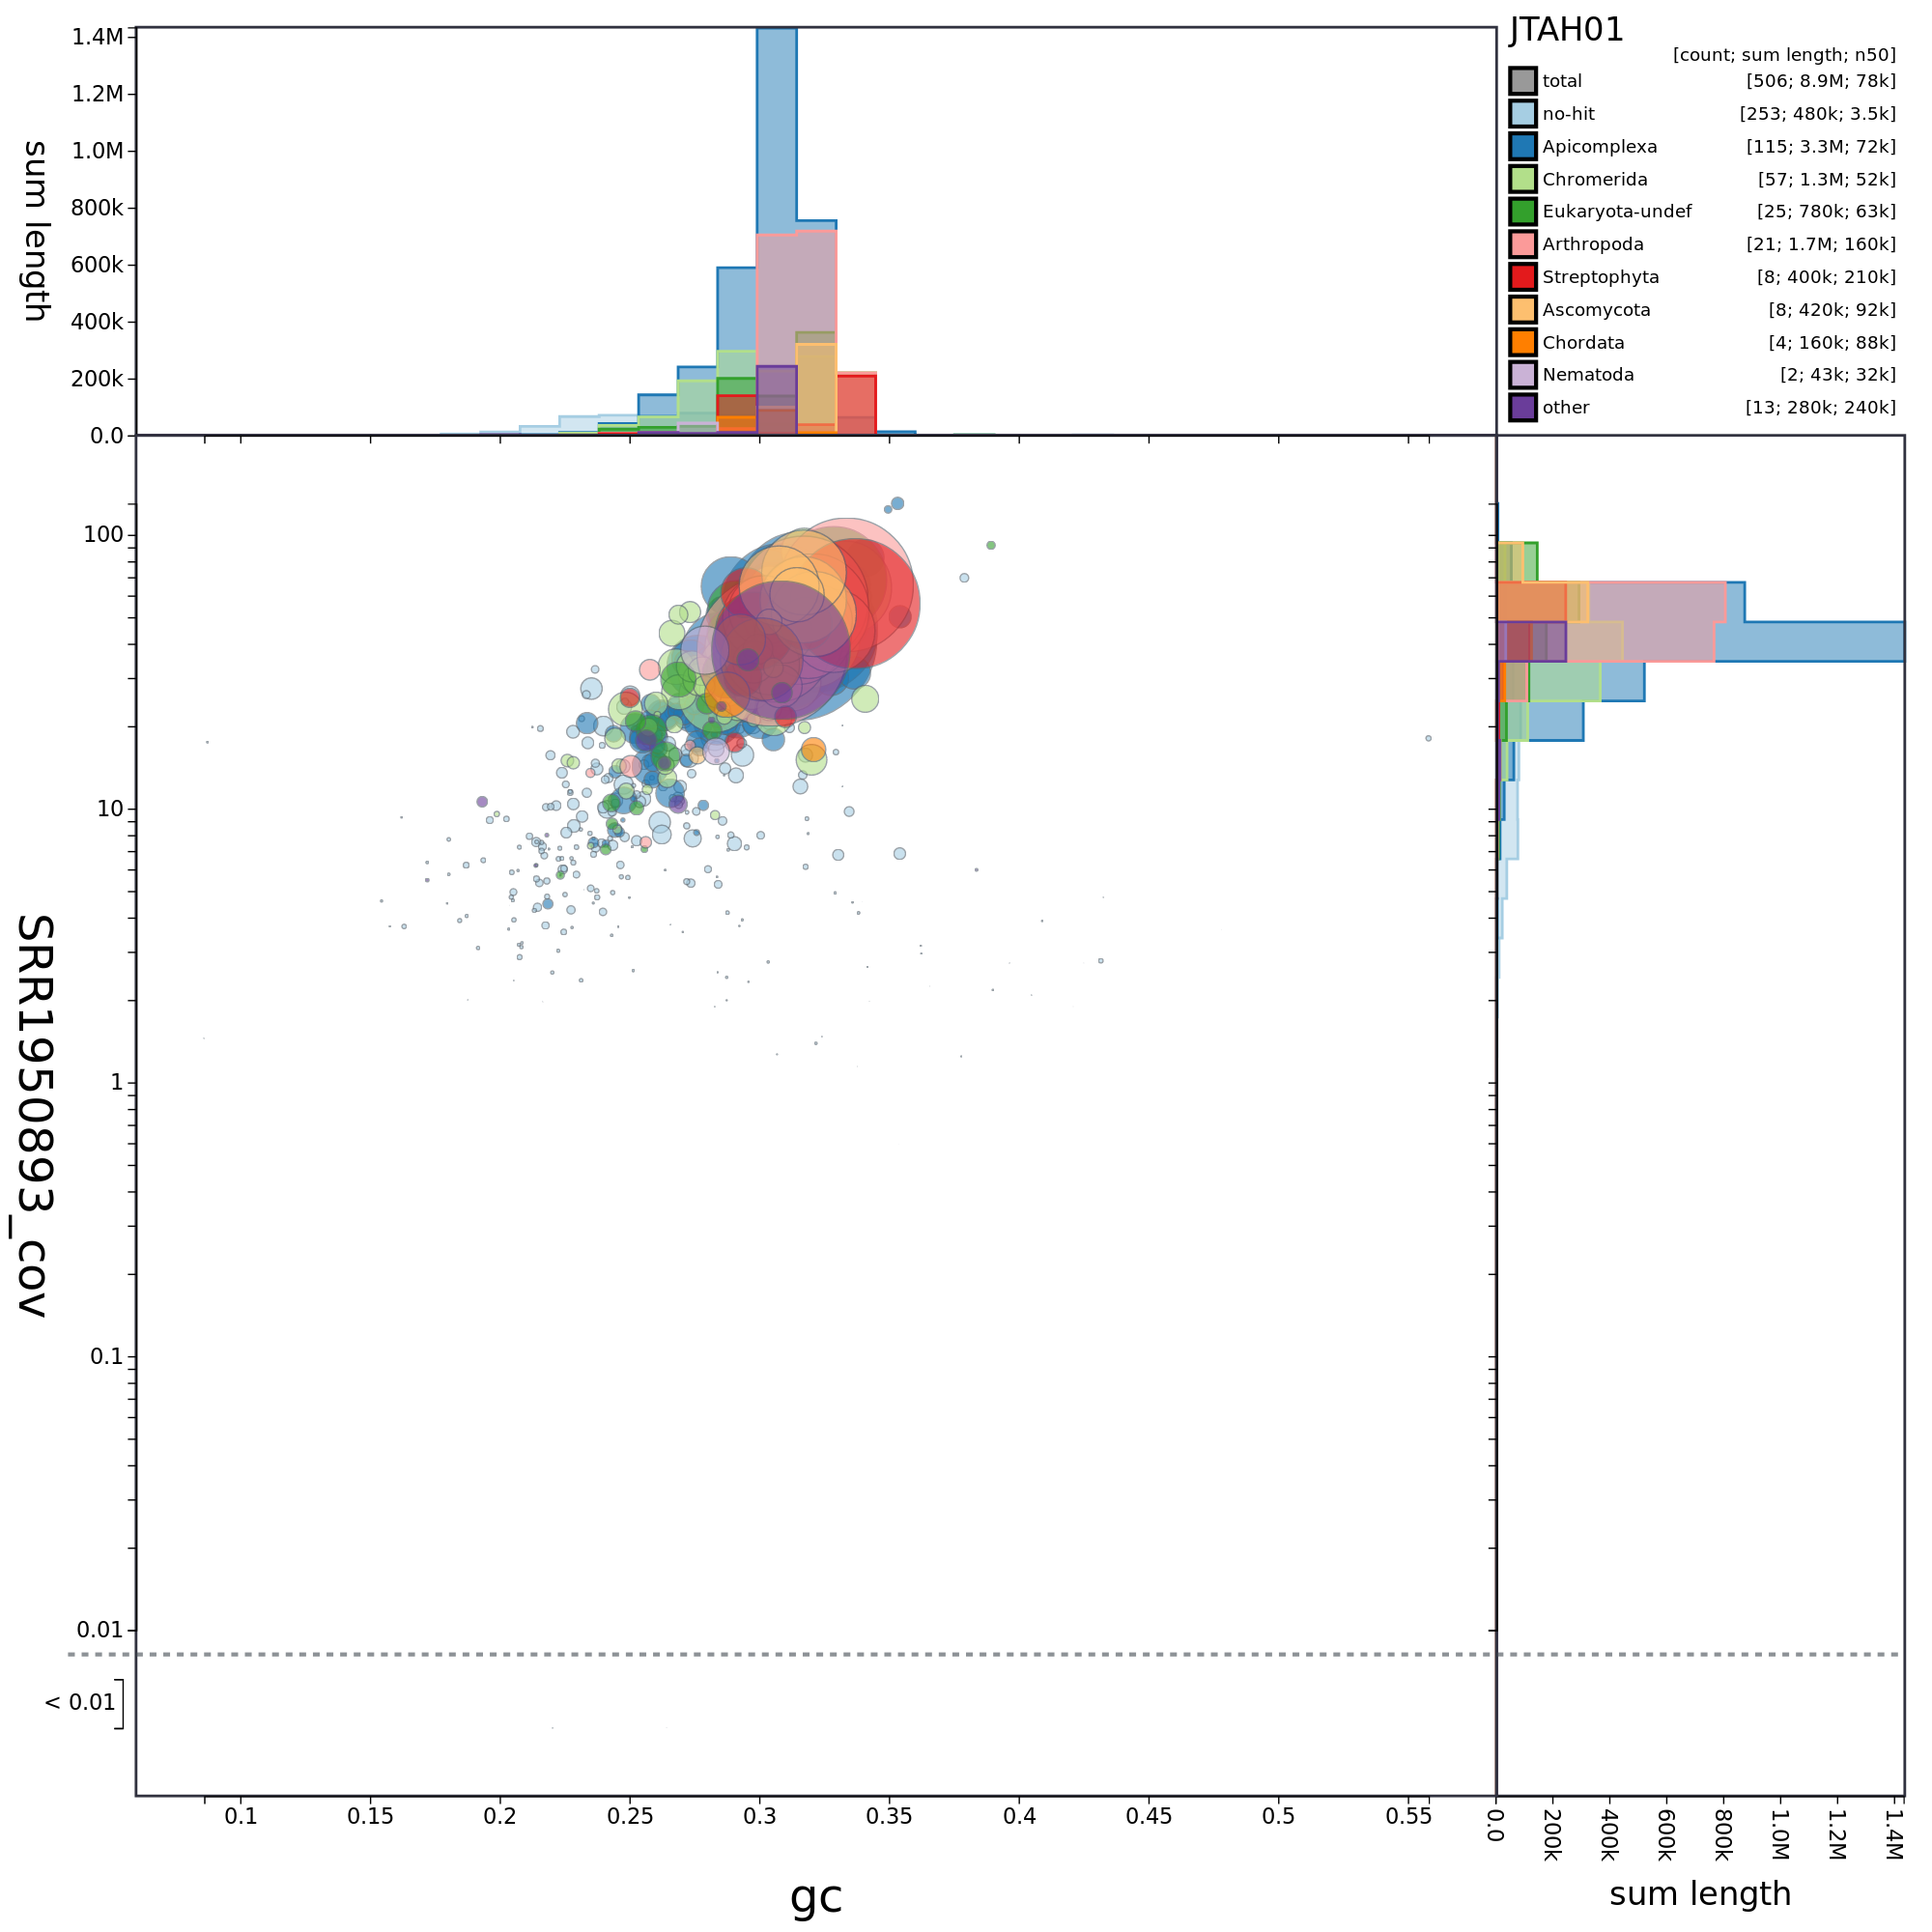 JTAH01
[count; sum length; n50]
total [506; 8.9M; 78k]
no-hit [253; 480k; 3.5k]
Apicomplexa [115; 3.3M; 72k]
Chromerida [57; 1.3M; 52k]
Eukaryota-undef [25; 780k; 63k]
Arthropoda [21; 1.7M; 160k]
Streptophyta [8; 400k; 210k]
Ascomycota [8; 420k; 92k]
Chordata [4; 160k; 88k]
Nematoda [2; 43k; 32k]
other [13; 280k; 240k]
sum length
1.4M
1.2M
1.0M
800k
600k
400k
200k
0.0
SRR1950893_cov
100
10
1
0.1
0.01
< 0.01
0.1 0.15 0.2 0.25 0.3 0.35 0.4 0.45 0.5 0.55
gc
0.0 200k 400k 600k 800k 1.0M 1.2M 1.4M
sum length